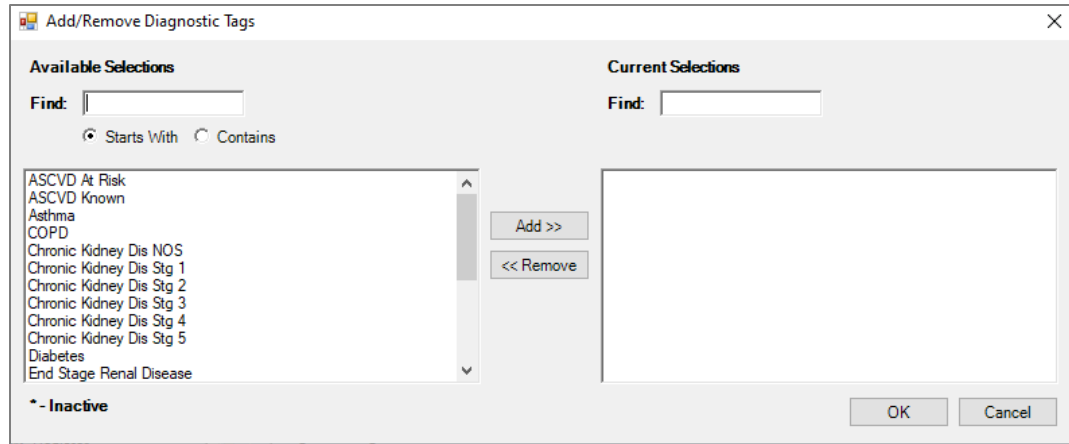 Add/Remove Diagnostic Tags
Available Selections
Current Selections
Find:
Find:
Starts With
Contains
ASCVD At Risk
ASCVD Known
Asthma
COPD
Chronic Kidney Dis NOS
Chronic Kidney Dis Stg 1
Chronic Kidney Dis Stg 2
Chronic Kidney Dis Stg 3
Chronic Kidney Dis Stg 4
Chronic Kidney Dis Stg 5
Diabetes
End Stage Renal Disease
Add >>
<< Remove
* - Inactive
OK
Cancel